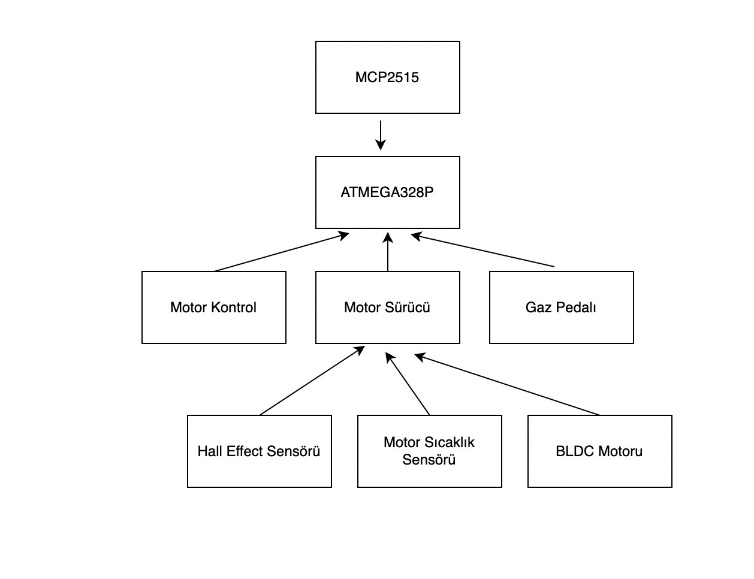 MCP2515
ATMEGA328P
Motor Kontrol
Motor Sürücü
Gaz Pedalı
Hall Effect Sensörü
Motor Sıcaklık
Sensörü
BLDC Motoru